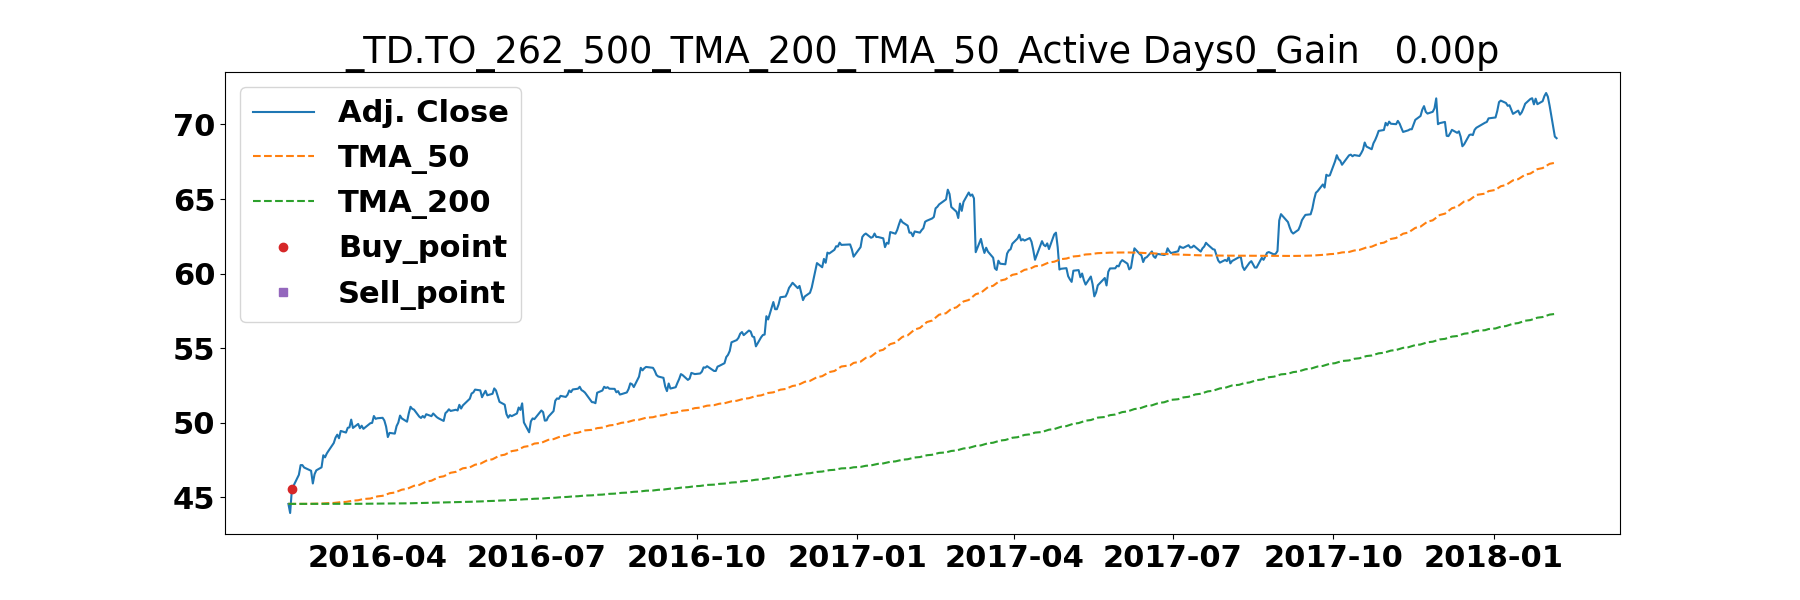 _TD.TO_262_500_TMA_200_TMA_50_Active Days0_Gain   0.00p
Adj. Close
TMA_50
TMA_200
Buy_point
Sell_point
70
65
60
55
50
45
2016-04
2016-07
2016-10
2017-01
2017-04
2017-07
2017-10
2018-01